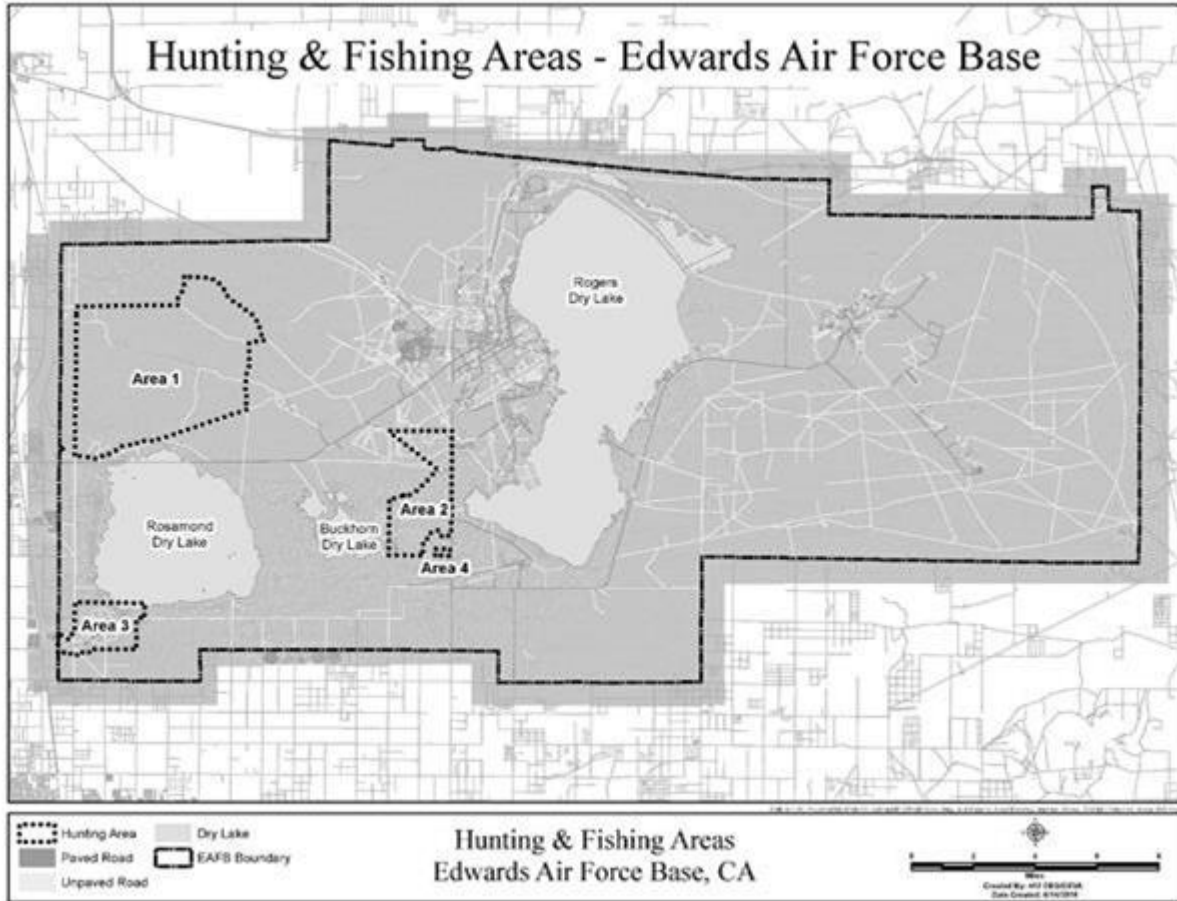 Hunting & Fishing Areas - Edwards Air Force Base
Rogers
Dry Lake
Area 1
Area 2
Rosamond
Dry Lake
Buckhorn
Dry Lake
Area 4
Area 3
Hunting Area
Dry Lake
Paved Road
EAFB Boundary
Unpaved Road
Hunting & Fishing Areas
Edwards Air Force Base, CA
Miles